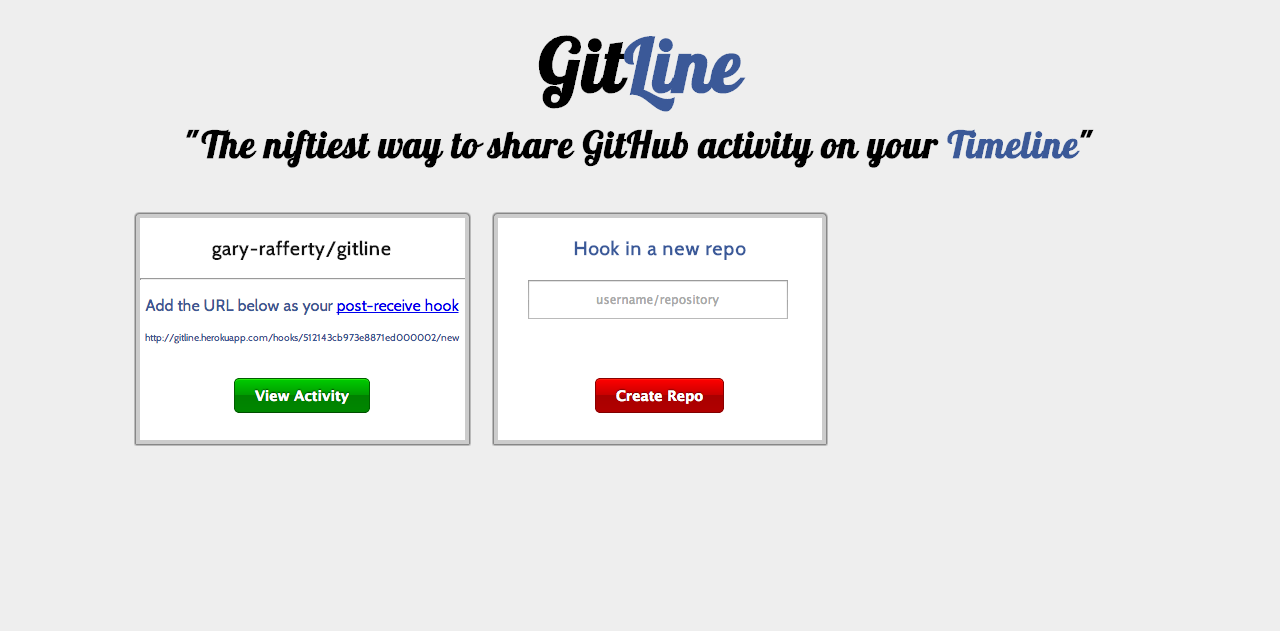 GitLine
"The niftiest way to share GitHub activity on your Timeline"
gary-rafferty/gitline
Add the URL below as your post-receive hook
http://gitline.herokuapp.com/hooks/512143cb973e8871ed000002/new
View Activity
Hook in a new repo
username/repository
Create Repo